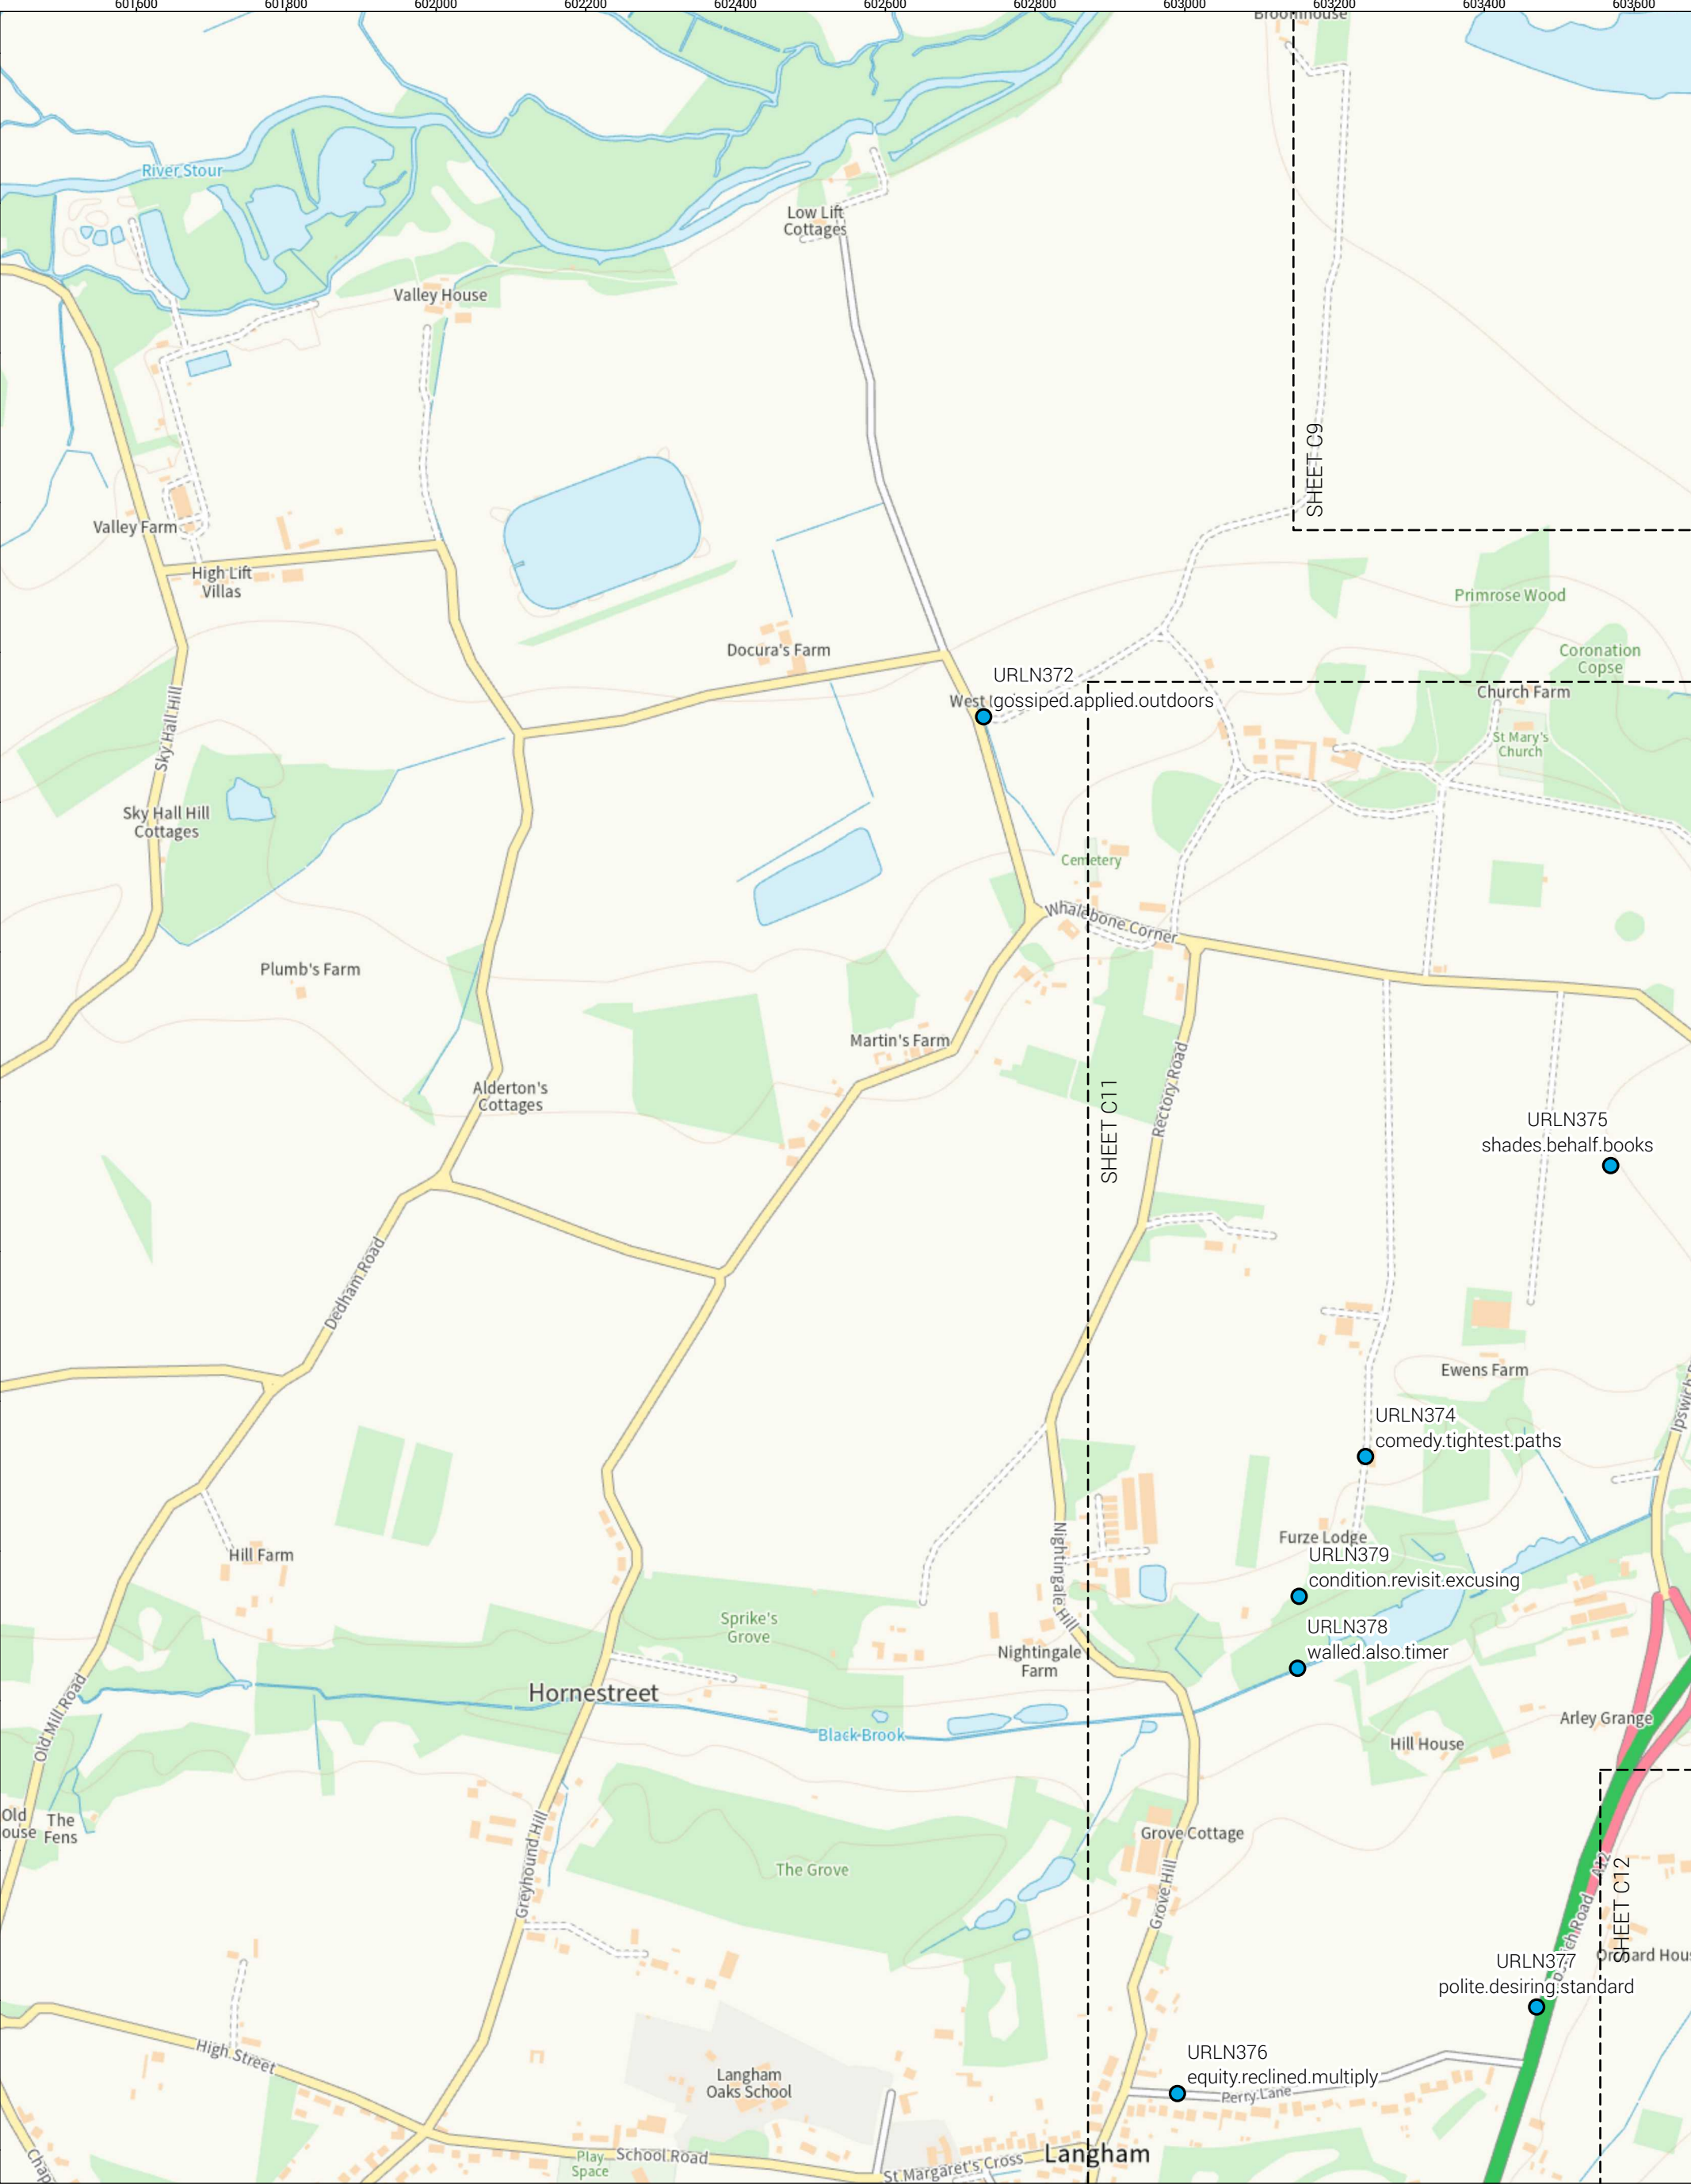 601600 601800 602000 602200 602400 602600 602800 603000 603200 603400 603600
Broomhouse
River Stour
Low Lift
Cottages
Valley House
SHEET C9
Valley Farm
High Lift
Villas
Primrose Wood
Docura's Farm
Coronation
Copse
URLN372
gossiped.applied.outdoors
West
Church Farm
St Mary's
Church
Sky Hall Hill
Sky Hall Hill
Cottages
Cemetery
Whalebone Corner
Plumb's Farm
Martin's Farm
Alderton's
Cottages
Rectory Road
SHEET C11
URLN375
shades.behalf.books
Dedham Road
Ewens Farm
Ipswich
URLN374
comedy.tightest.paths
Hill Farm
Furze Lodge
URLN379
condition.revisit.excusing
Nightingale Hill
Sprike's
Grove
URLN378
walled.also.timer
Nightingale
Farm
Hornestreet
Old Mill Road
Black Brook
Arley Grange
Hill House
Old
ouse
The
Fens
Grove Cottage
The Grove
Greyhound Hill
Grove Hill
A12
SHEET C12
Road
URLN377
polite.desiring.standard
High Street
URLN376
equity.reclined.multiply
Perry Lane
Langham
Oaks School
Play
Space
School Road
Langham
St Margaret's Cross
Chap